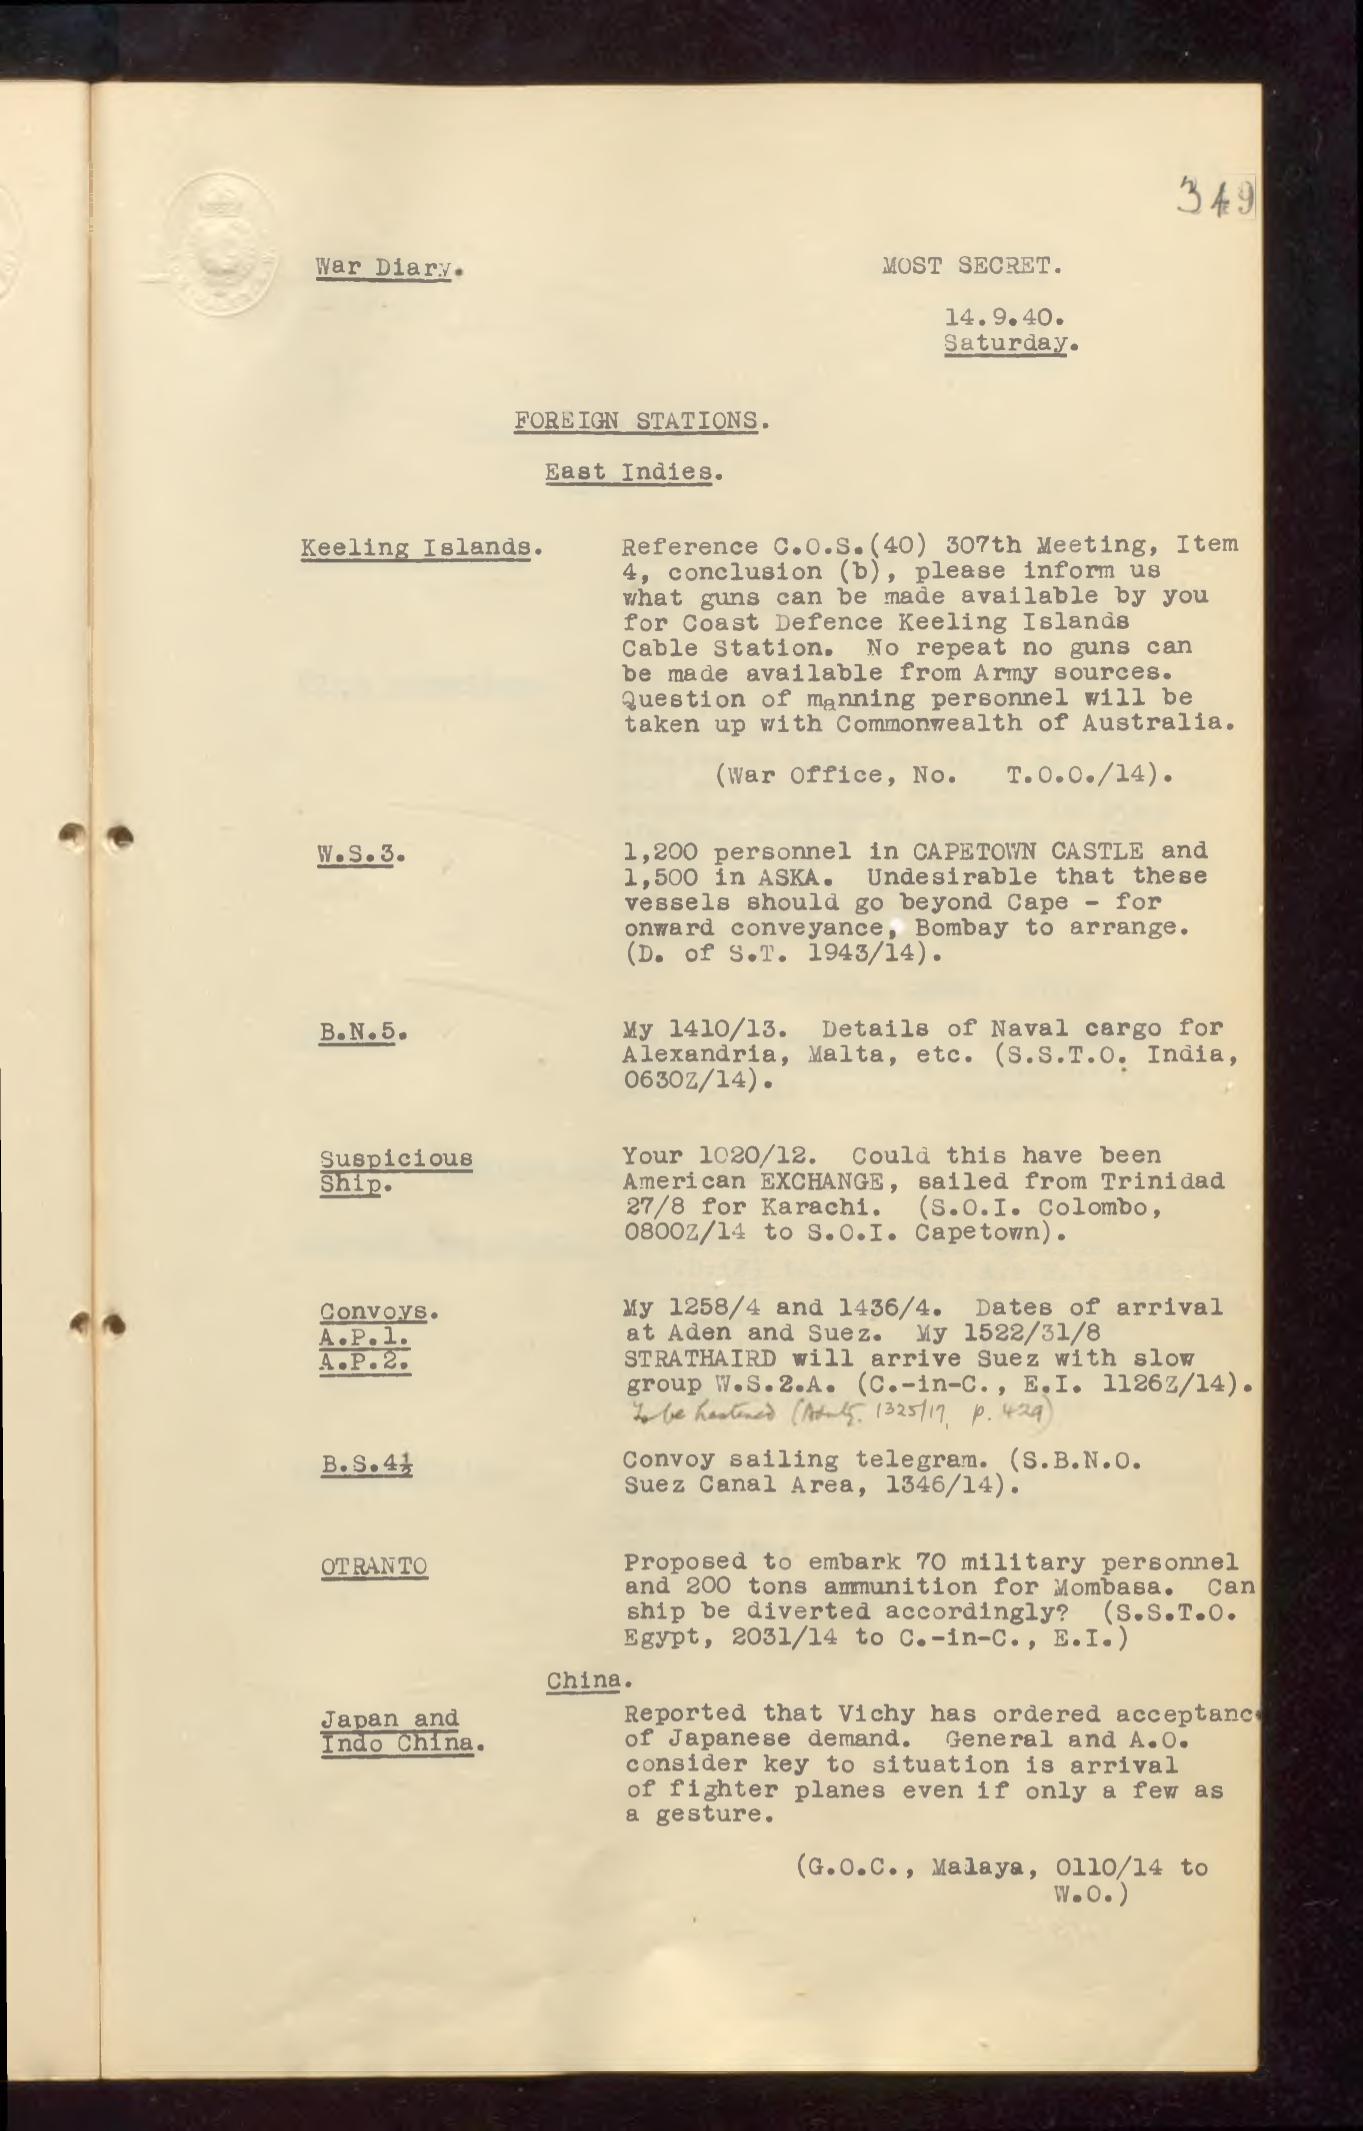 349
War Diary.
MOST SECRET.
14.9.40.
Saturday.
FOREIGN STATIONS.
East Indies.
Keeling Islands.
Reference C.O.S.(40) 307th Meeting, Item
4, conclusion (b), please inform us
what guns can be made available by you
for Coast Defence Keeling Islands
Cable Station. No repeat no guns can
be made available from Army sources.
Question of manning personnel will be
taken up with Commonwealth of Australia.
(War Office, No. T.O.O./14).
W.S.3.
1,200 personnel in CAPETOWN CASTLE and
1,500 in ASKA. Undesirable that these
vessels should go beyond Cape - for
onward conveyance, Bombay to arrange.
(D. of S.T. 1943/14).
B.N.5.
My 1410/13. Details of Naval cargo for
Alexandria, Malta, etc. (S.S.T.O. India,
0630Z/14).
Suspicious
Ship.
Your 1020/12. Could this have been
American EXCHANGE, sailed from Trinidad
27/8 for Karachi. (S.O.I. Colombo,
0800Z/14 to S.O.I. Capetown).
Convoys.
A.P.1.
A.P.2.
My 1258/4 and 1436/4. Dates of arrival
at Aden and Suez. My 1522/31/8
STRATHAIRD will arrive Suez with slow
group W.S.2.A. (C.-in-C., E.I. 1126Z/14).
To be hastened (Admty. 1325/17, p. 429)
B.S.4½
Convoy sailing telegram. (S.B.N.O.
Suez Canal Area, 1346/14).
OTRANTO
Proposed to embark 70 military personnel
and 200 tons ammunition for Mombasa. Can
ship be diverted accordingly? (S.S.T.O.
Egypt, 2031/14 to C.-in-C., E.I.)
China.
Japan and
Indo China.
Reported that Vichy has ordered acceptanc
of Japanese demand. General and A.O.
consider key to situation is arrival
of fighter planes even if only a few as
a gesture.
(G.O.C., Malaya, 0110/14 to
W.O.)